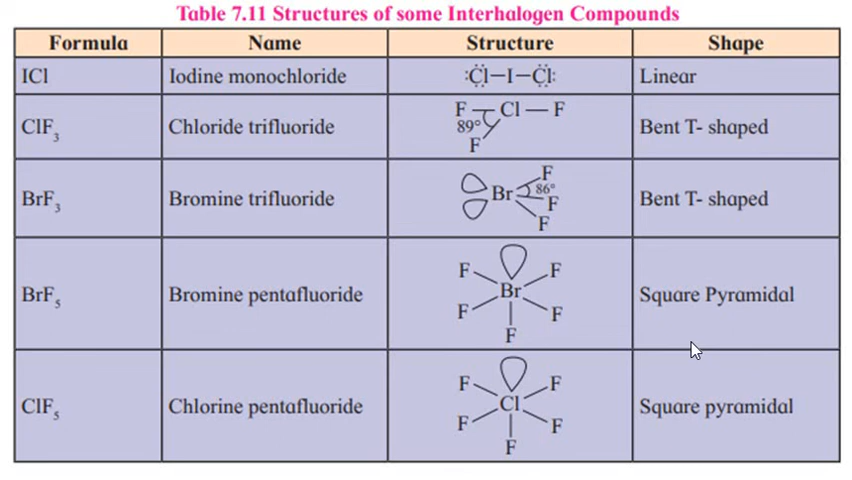 Table 7.11 Structures of some Interhalogen Compounds
Formula Name Structure Shape
ICl Iodine monochloride :C̈l–I–C̈l: Linear
ClF₃ Chloride trifluoride F Cl — F 89° F Bent T- shaped
BrF₃ Bromine trifluoride Br F 86° F F Bent T- shaped
BrF₅ Bromine pentafluoride F F Br F F F Square Pyramidal
ClF₅ Chlorine pentafluoride F F Cl F F F Square pyramidal